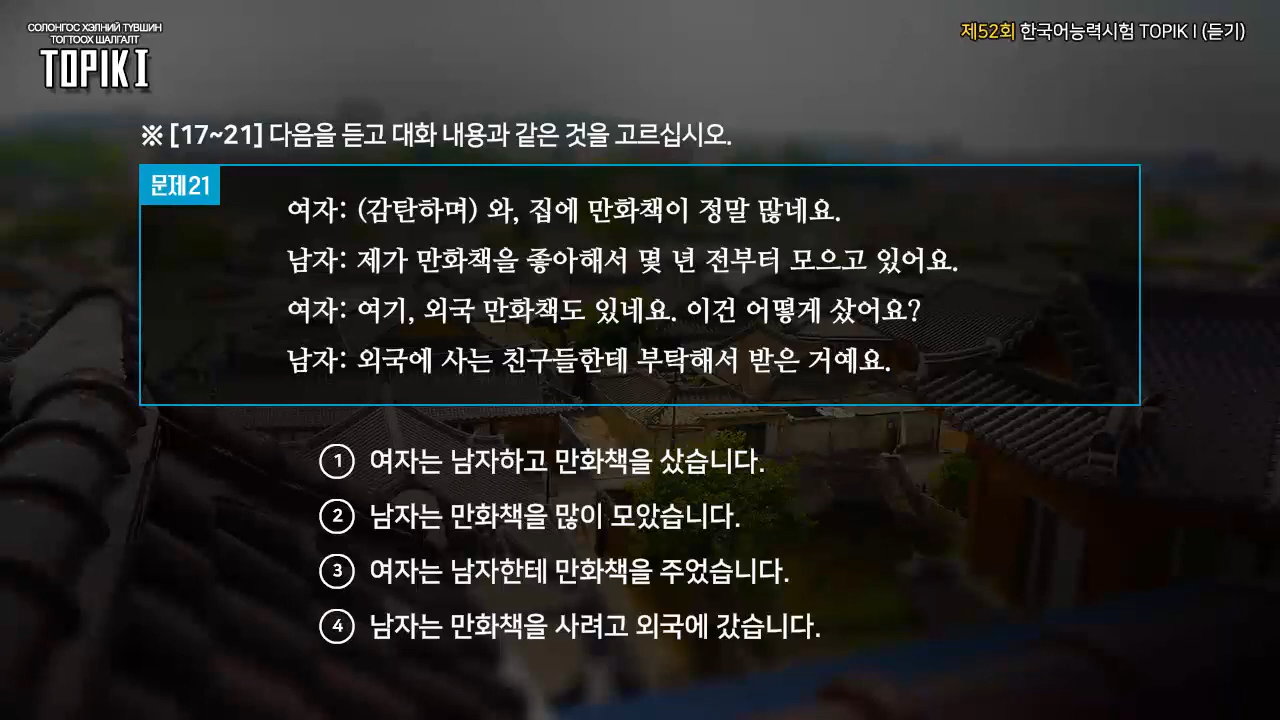 СОЛОНГОС ХЭЛНИЙ ТҮВШИН
ТОГТООХ ШАЛГАЛТ
TOPIK I
제52회 한국어능력시험 TOPIK I (듣기)
※ [17~21] 다음을 듣고 대화 내용과 같은 것을 고르십시오.
문제21
여자: (감탄하며) 와, 집에 만화책이 정말 많네요.
남자: 제가 만화책을 좋아해서 몇 년 전부터 모으고 있어요.
여자: 여기, 외국 만화책도 있네요. 이건 어떻게 샀어요?
남자: 외국에 사는 친구들한테 부탁해서 받은 거예요.
① 여자는 남자하고 만화책을 샀습니다.
② 남자는 만화책을 많이 모았습니다.
③ 여자는 남자한테 만화책을 주었습니다.
④ 남자는 만화책을 사려고 외국에 갔습니다.